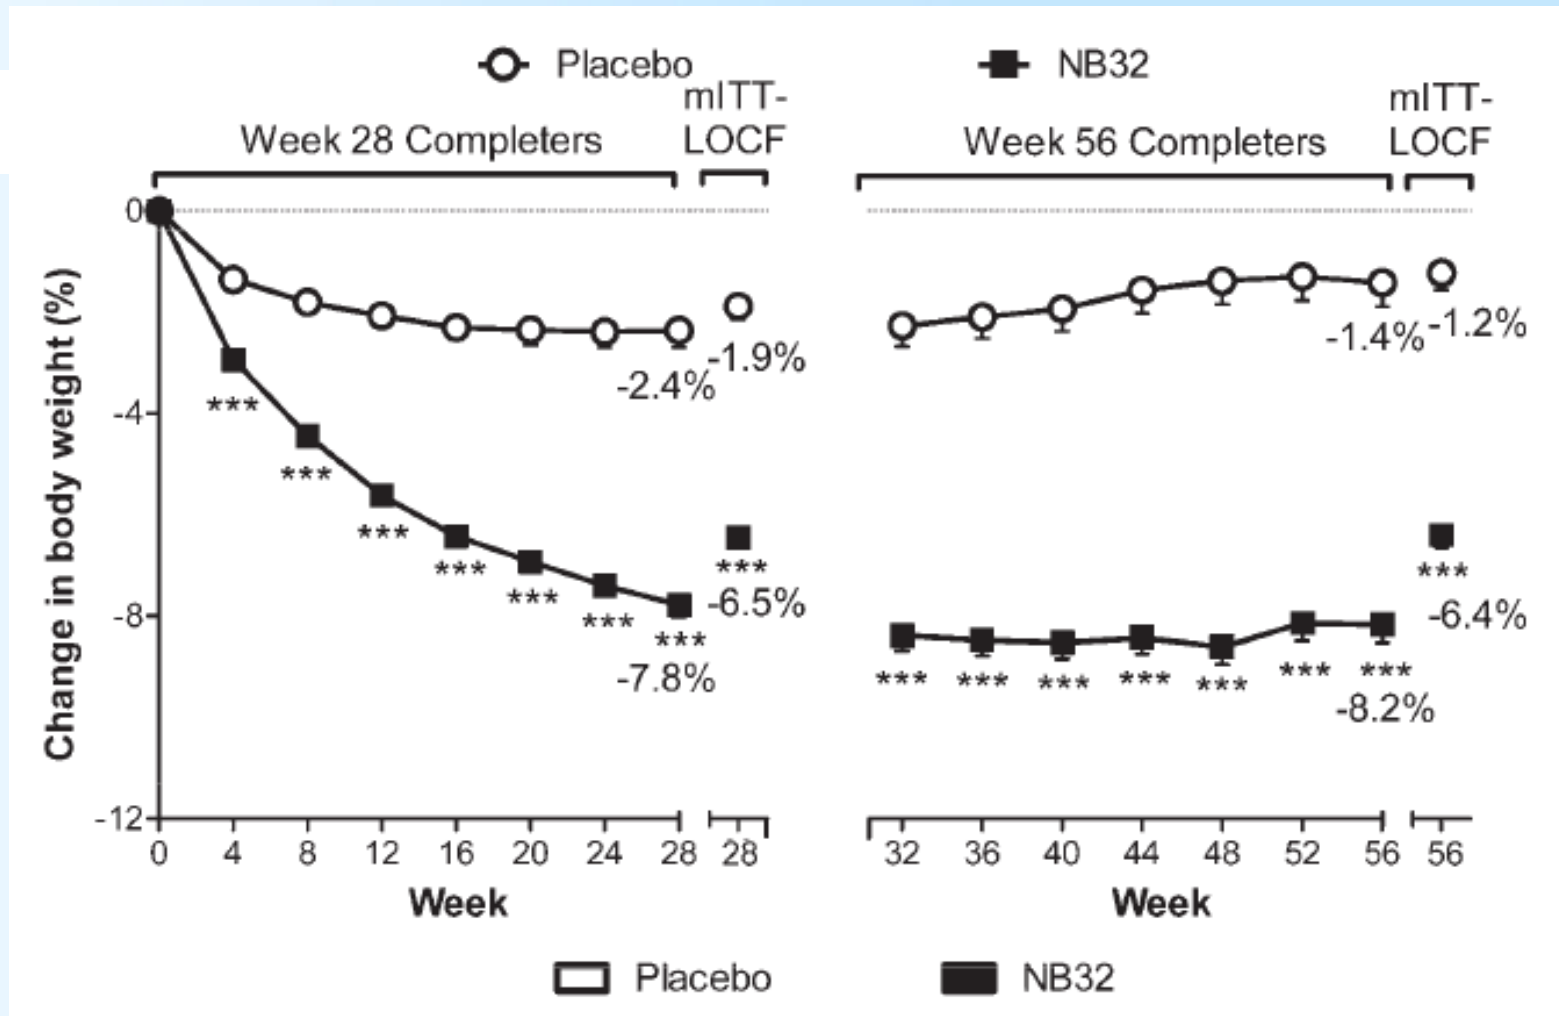 Placebo
NB32
mITT-
LOCF
mITT-
LOCF
Week 28 Completers
Week 56 Completers
Change in body weight (%)
0
-4
-8
-12
***
***
***
***
***
***
***
-2.4%
-7.8%
-1.9%
***
-6.5%
***
***
***
***
***
***
***
-1.4%
-8.2%
-1.2%
***
-6.4%
0 4 8 12 16 20 24 28 28
32 36 40 44 48 52 56 56
Week
Week
Placebo
NB32